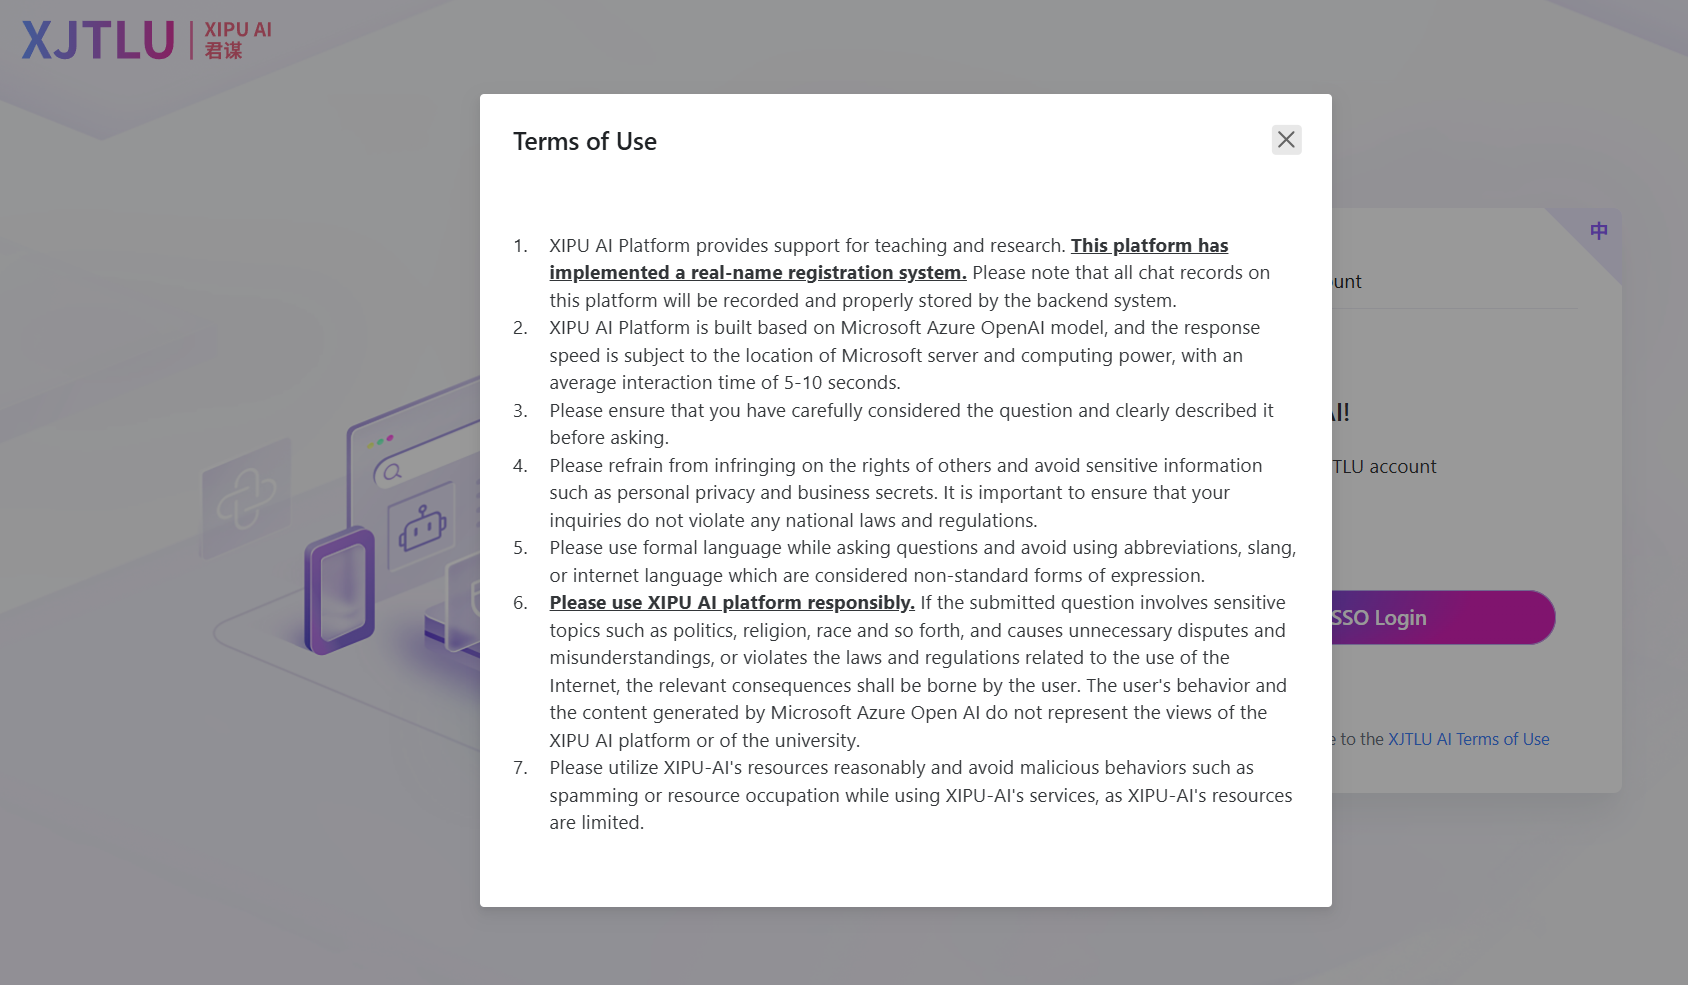 XJTLU
XIPU AI
君谋
Terms of Use
1. XIPU AI Platform provides support for teaching and research. This platform has
implemented a real-name registration system. Please note that all chat records on
this platform will be recorded and properly stored by the backend system.
2. XIPU AI Platform is built based on Microsoft Azure OpenAI model, and the response
speed is subject to the location of Microsoft server and computing power, with an
average interaction time of 5-10 seconds.
3. Please ensure that you have carefully considered the question and clearly described it
before asking.
4. Please refrain from infringing on the rights of others and avoid sensitive information
such as personal privacy and business secrets. It is important to ensure that your
inquiries do not violate any national laws and regulations.
5. Please use formal language while asking questions and avoid using abbreviations, slang,
or internet language which are considered non-standard forms of expression.
6. Please use XIPU AI platform responsibly. If the submitted question involves sensitive
topics such as politics, religion, race and so forth, and causes unnecessary disputes and
misunderstandings, or violates the laws and regulations related to the use of the
Internet, the relevant consequences shall be borne by the user. The user's behavior and
the content generated by Microsoft Azure Open AI do not represent the views of the
XIPU AI platform or of the university.
7. Please utilize XIPU-AI's resources reasonably and avoid malicious behaviors such as
spamming or resource occupation while using XIPU-AI's services, as XIPU-AI's resources
are limited.
中
unt
AI!
TLU account
SSO Login
e to the XJTLU AI Terms of Use